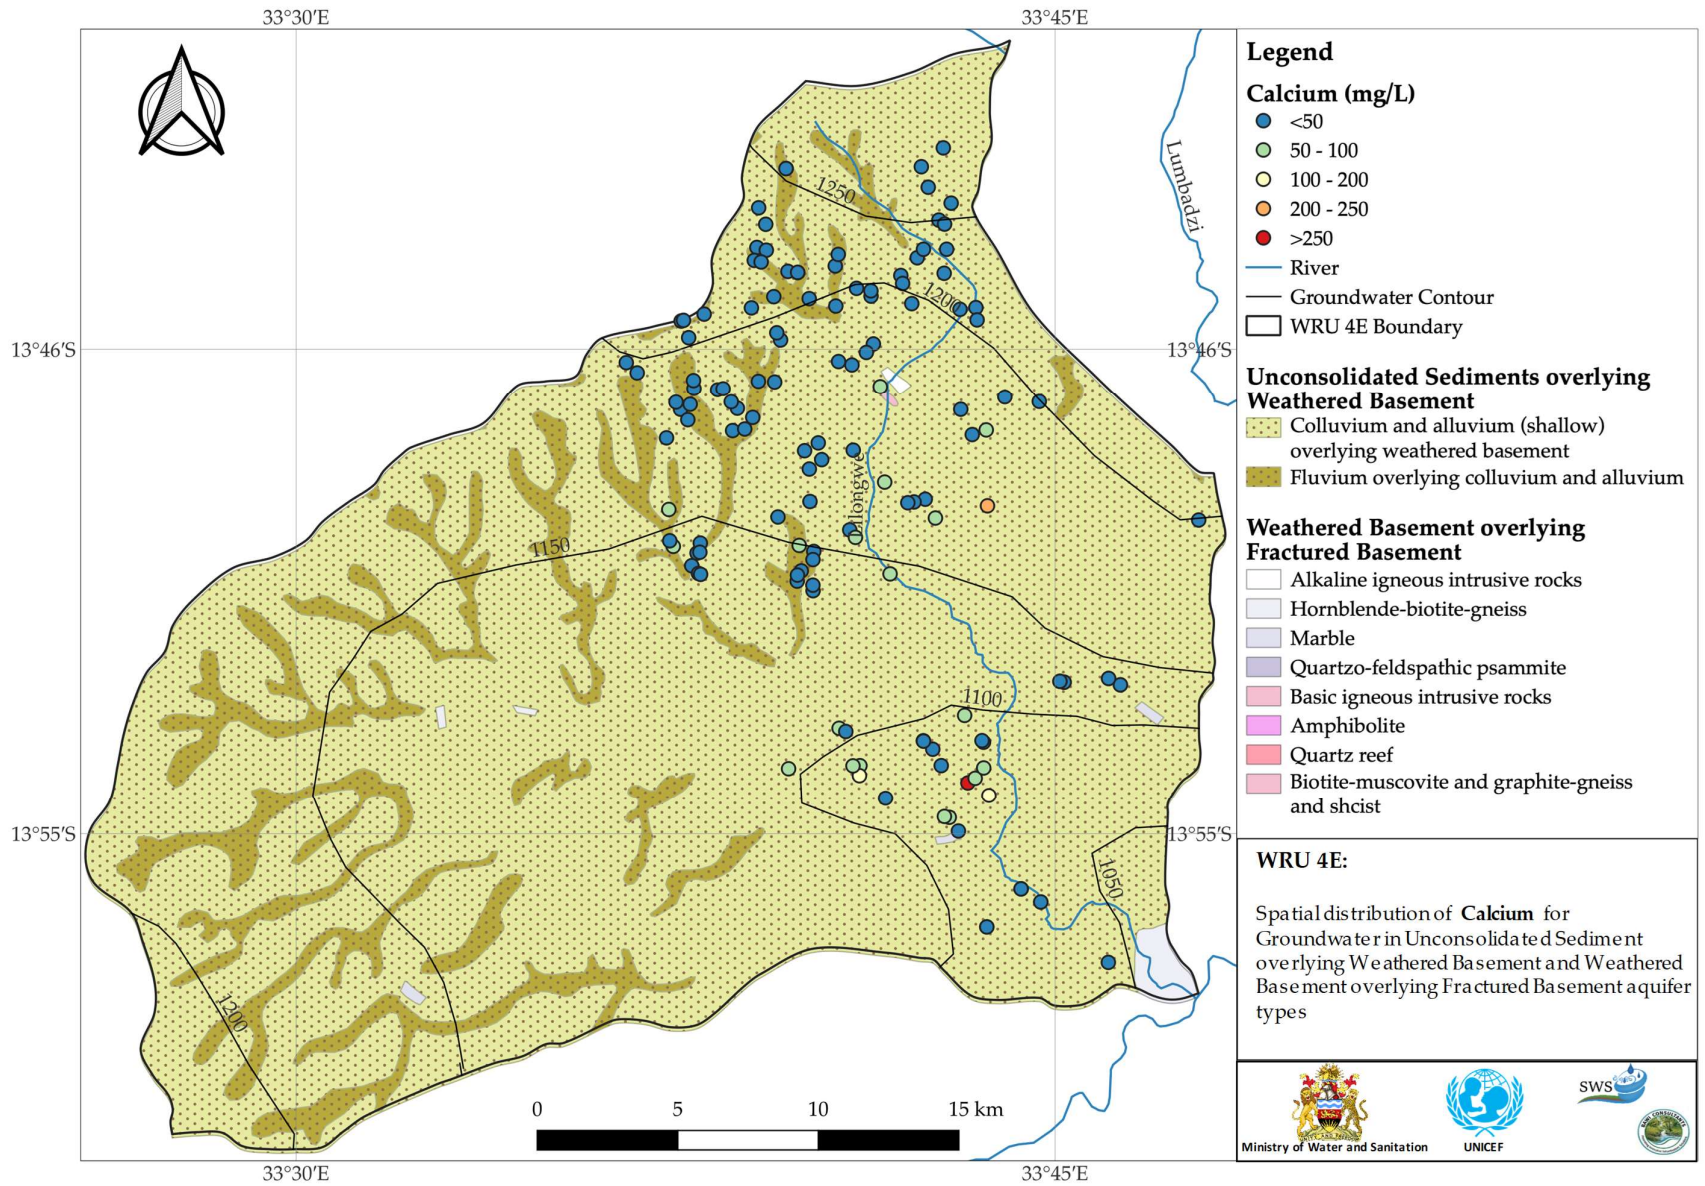 33°30′E
33°45′E
Legend
Calcium (mg/L)
<50
50 - 100
100 - 200
200 - 250
>250
River
Groundwater Contour
WRU 4E Boundary
Unconsolidated Sediments overlying
Weathered Basement
Colluvium and alluvium (shallow)
overlying weathered basement
Fluvium overlying colluvium and alluvium
Weathered Basement overlying
Fractured Basement
Alkaline igneous intrusive rocks
Hornblende-biotite-gneiss
Marble
Quartzo-feldspathic psammite
Basic igneous intrusive rocks
Amphibolite
Quartz reef
Biotite-muscovite and graphite-gneiss
and shcist
WRU 4E:
Spatial distribution of Calcium for
Groundwater in Unconsolidated Sediment
overlying Weathered Basement and Weathered
Basement overlying Fractured Basement aquifer
types
Ministry of Water and Sanitation
UNICEF
SWS
Lumbadzi
1250
1200
13°46′S
13°46′S
Lilongwe
1150
1100
13°55′S
13°55′S
1050
1200
0 5 10 15 km
33°30′E
33°45′E